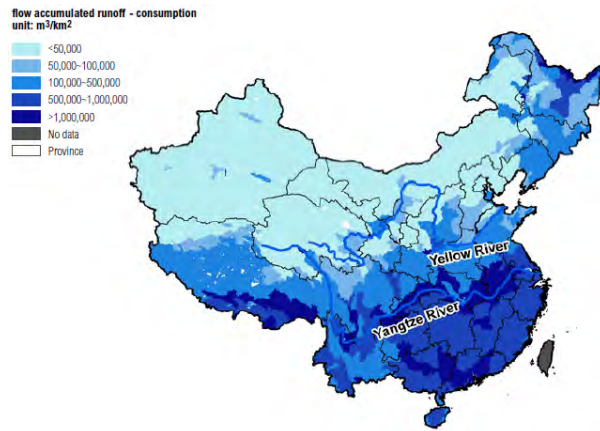 flow accumulated runoff - consumption
unit: m³/km²
<50,000
50,000~100,000
100,000~500,000
500,000~1,000,000
>1,000,000
No data
Province
Yellow River
Yangtze River